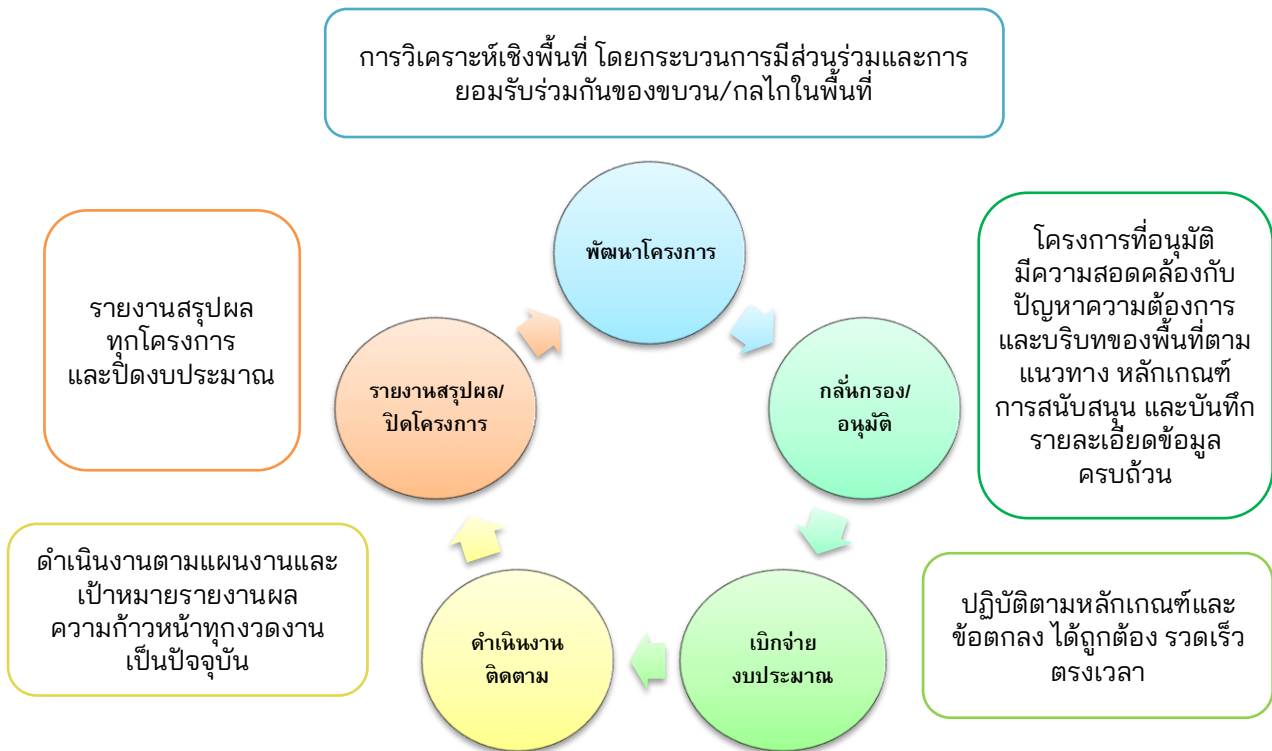 การวิเคราะห์เชิงพื้นที่ โดยกระบวนการมีส่วนร่วมและการ
ยอมรับร่วมกันของขบวน/กลไกในพื้นที่
พัฒนาโครงการ
โครงการที่อนุมัติ
มีความสอดคล้องกับ
ปัญหาความต้องการ
และบริบทของพื้นที่ตาม
แนวทาง หลักเกณฑ์
การสนับสนุน และบันทึก
รายละเอียดข้อมูล
ครบถ้วน
รายงานสรุปผล
ทุกโครงการ
และปิดงบประมาณ
รายงานสรุปผล/
ปิดโครงการ
กลั่นกรอง/
อนุมัติ
ดำเนินงานตามแผนงานและ
เป้าหมายรายงานผล
ความก้าวหน้าทุกงวดงาน
เป็นปัจจุบัน
ดำเนินงาน
ติดตาม
เบิกจ่าย
งบประมาณ
ปฏิบัติตามหลักเกณฑ์และ
ข้อตกลง ได้ถูกต้อง รวดเร็ว
ตรงเวลา